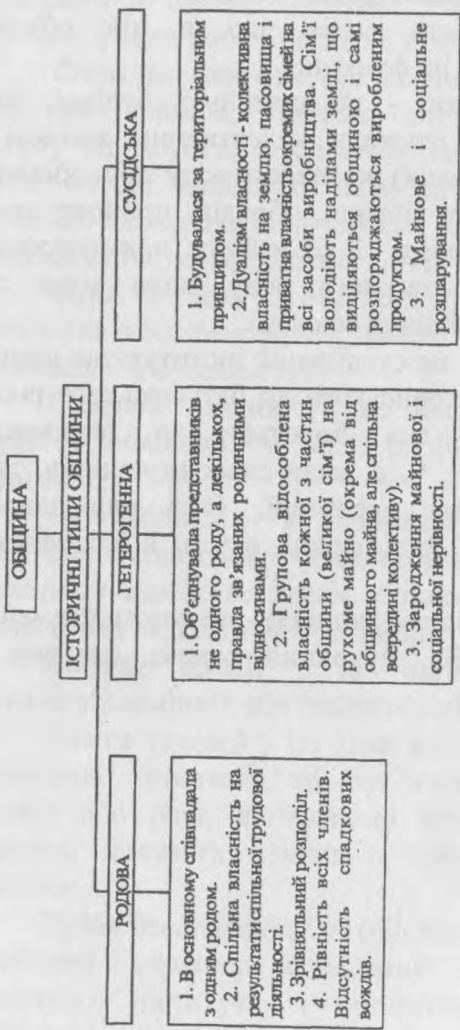 ОБЩИНА
ІСТОРИЧНІ ТИПИ ОБЩИНИ
РОДОВА
1. В основному співпадала
з одним родом.
2. Спільна власність на
результати спільної трудової
діяльності.
3. Зрівняльний розподіл.
4. Рівність всіх членів.
Відсутність спадкових
вождів.
ГЕТЕРОГЕННА
1. Об'єднувала представників
не одного роду, а декількох,
правда зв'язаних родинними
відносинами.
2. Групова відособлена
власність кожної з частин
общини (великої сім'ї) на
рухоме майно (окремо від
общинного майна, але спільна
всередині колективу).
3. Зародження майнової і
соціальної нерівності.
СУСІДСЬКА
1. Будувалася за територіальним
принципом.
2. Дуалізм власності - колективна
власність на землю, пасовища і
приватна власність окремих сімей на
всі засоби виробництва. Сім'ї
володіють наділами землі, що
виділяються общиною, і самі
розпоряджаються виробленим
продуктом.
3. Майнове і соціальне
розшарування.